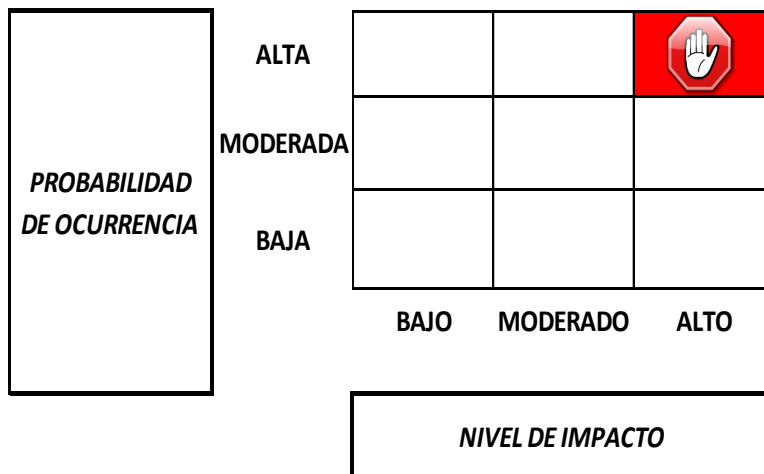 PROBABILIDAD
DE OCURRENCIA
ALTA
MODERADA
BAJA
BAJO MODERADO ALTO
NIVEL DE IMPACTO